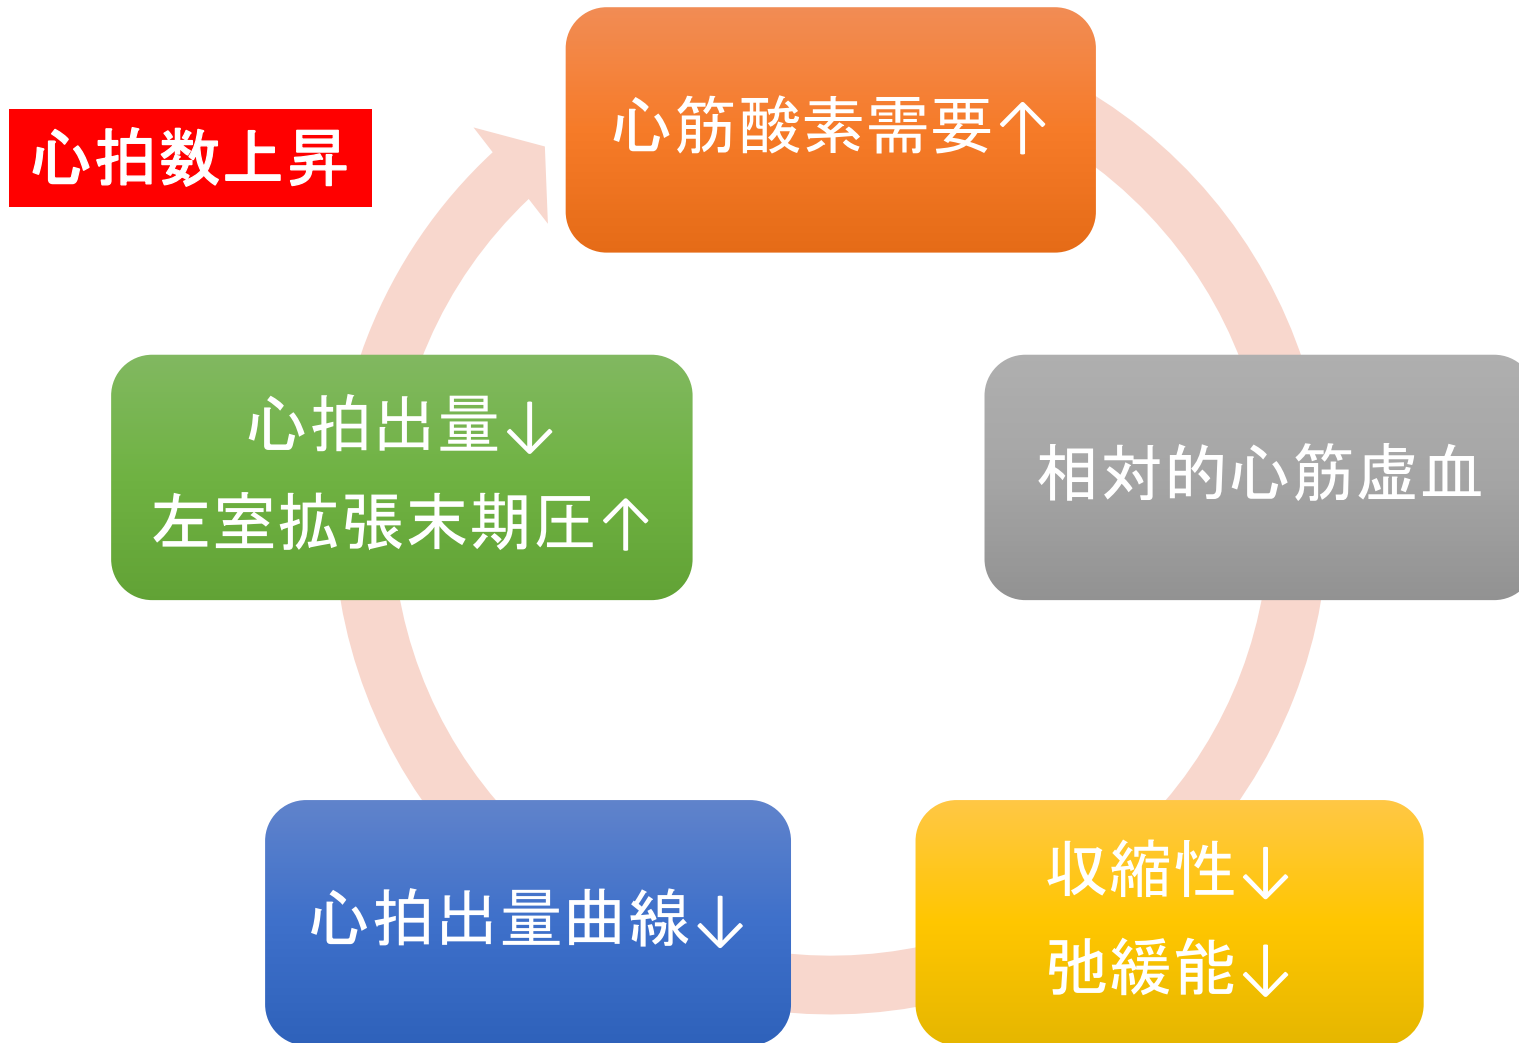 心筋酸素需要↑
心拍数上昇
相対的心筋虚血
収縮性↓
弛緩能↓
心拍出量曲線↓
心拍出量↓
左室拡張末期圧↑